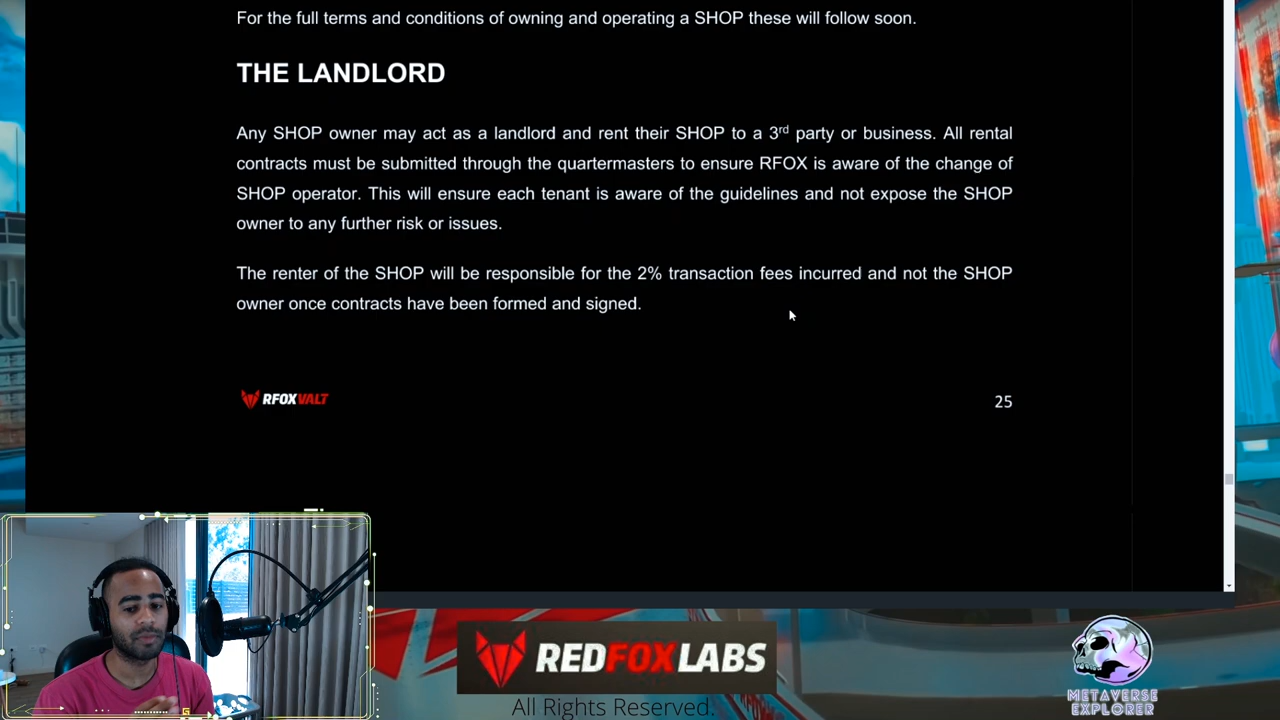 For the full terms and conditions of owning and operating a SHOP these will follow soon.
THE LANDLORD
Any SHOP owner may act as a landlord and rent their SHOP to a 3rd party or business. All rental
contracts must be submitted through the quartermasters to ensure RFOX is aware of the change of
SHOP operator. This will ensure each tenant is aware of the guidelines and not expose the SHOP
owner to any further risk or issues.
The renter of the SHOP will be responsible for the 2% transaction fees incurred and not the SHOP
owner once contracts have been formed and signed.
RFOXVALT
25
REDFOXLABS
All Rights Reserved.
METAVERSE
EXPLORER